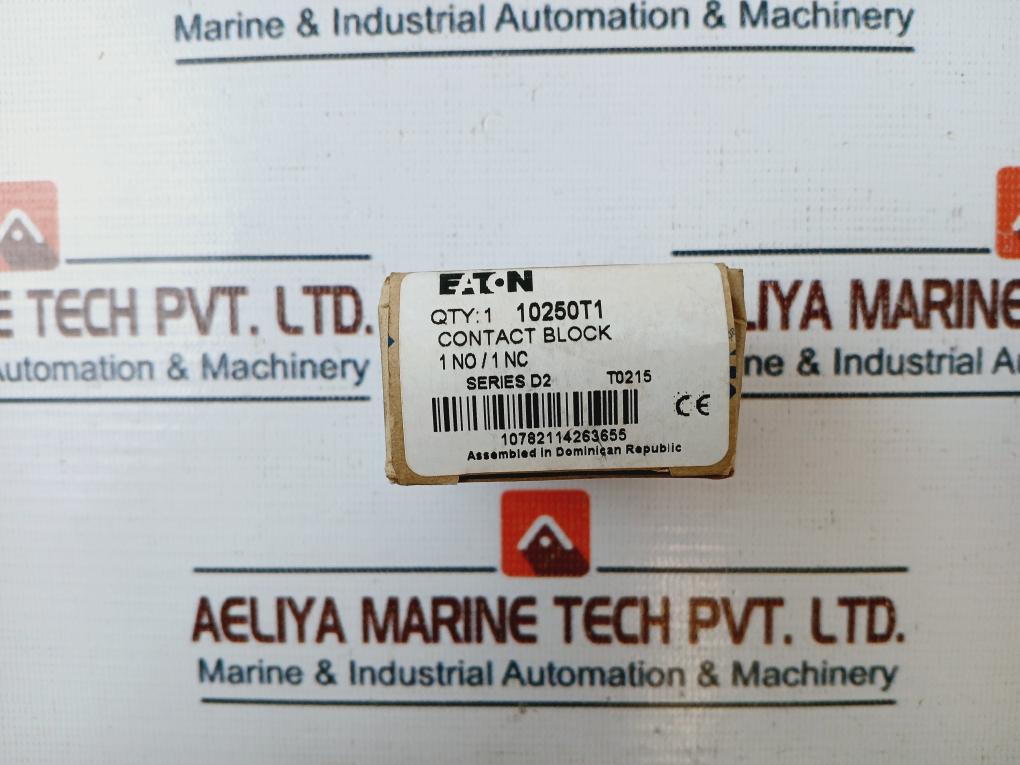 Marine & Industrial Automation & Machinery
E TECH PVT. LTD.
Automation & Machinery
LIYA MARINE
ne & Industrial Au
EATON
QTY: 1 10250T1
CONTACT BLOCK
1 NO / 1 NC
SERIES D2 T0215
CE
10782114263655
Assembled in Dominican Republic
AELIYA MARINE TECH PVT. LTD.
Marine & Industrial Automation & Machinery